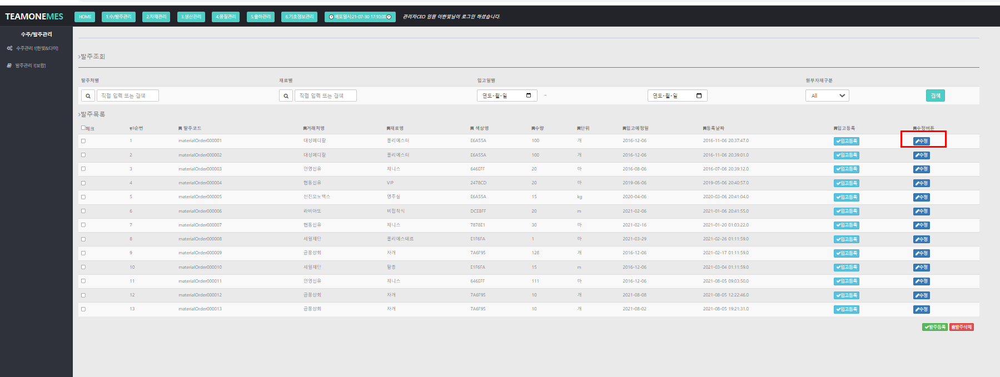 TEAMONEMES HOME 1.수/발주관리 2.자재관리 3.생산관리 4.품질관리 5.출하관리 6.기초정보관리 배포일시:21-07-30 17:10:00 관리자CEO 임원 이한빛님이 로그인 하셨습니다.
수주/발주관리
수주관리 ![한빛&다미]
발주관리 ![보람]
>발주조회
발주처별 재료별 입고일별 원부자재구분
직접 입력 또는 검색 직접 입력 또는 검색 연도-월-일 - 연도-월-일 All 검색
>발주목록
체크 순번 발주코드 거래처명 재료명 색상명 수량 단위 입고예정일 등록날짜 입고등록 수정버튼
1 materialOrder000001 대성메디칼 폴리에스터 E6A55A 100 개 2016-12-06 2016-11-06 20:37:47.0 입고등록 수정
2 materialOrder000002 대성메디칼 폴리에스터 E6A55A 100 개 2016-12-06 2016-11-06 20:39:01.0 입고등록 수정
3 materialOrder000003 인영섬유 제니스 646EFF 20 마 2016-08-06 2016-07-06 20:39:12.0 입고등록 수정
4 materialOrder000004 협동섬유 VIP 2478CD 20 마 2019-06-06 2019-05-06 20:40:57.0 입고등록 수정
5 materialOrder000005 선진모노텍스 명주실 E6A55A 15 kg 2020-04-06 2020-03-06 20:41:04.0 입고등록 수정
6 materialOrder000006 라비아또 비접착식 DCEBFF 20 m 2021-02-06 2021-01-06 20:41:55.0 입고등록 수정
7 materialOrder000007 협동섬유 제니스 7878E1 30 마 2021-02-16 2021-01-20 01:03:22.0 입고등록 수정
8 materialOrder000008 세일재단 폴리에스테르 E1F6FA 1 마 2021-03-29 2021-02-26 01:11:59.0 입고등록 수정
9 materialOrder000009 금풍상회 자개 7A6F95 128 개 2016-12-06 2021-02-17 01:11:59.0 입고등록 수정
10 materialOrder000010 세일재단 말총 E1F6FA 15 m 2016-12-06 2021-03-04 01:11:59.0 입고등록 수정
11 materialOrder000011 인영섬유 제니스 646EFF 111 마 2016-12-06 2021-08-05 09:03:50.0 입고등록 수정
12 materialOrder000012 금풍상회 자개 7A6F95 10 개 2021-08-08 2021-08-05 12:22:46.0 입고등록 수정
13 materialOrder000013 금풍상회 자개 7A6F95 10 개 2021-08-02 2021-08-05 19:21:31.0 입고등록 수정
발주등록 발주삭제